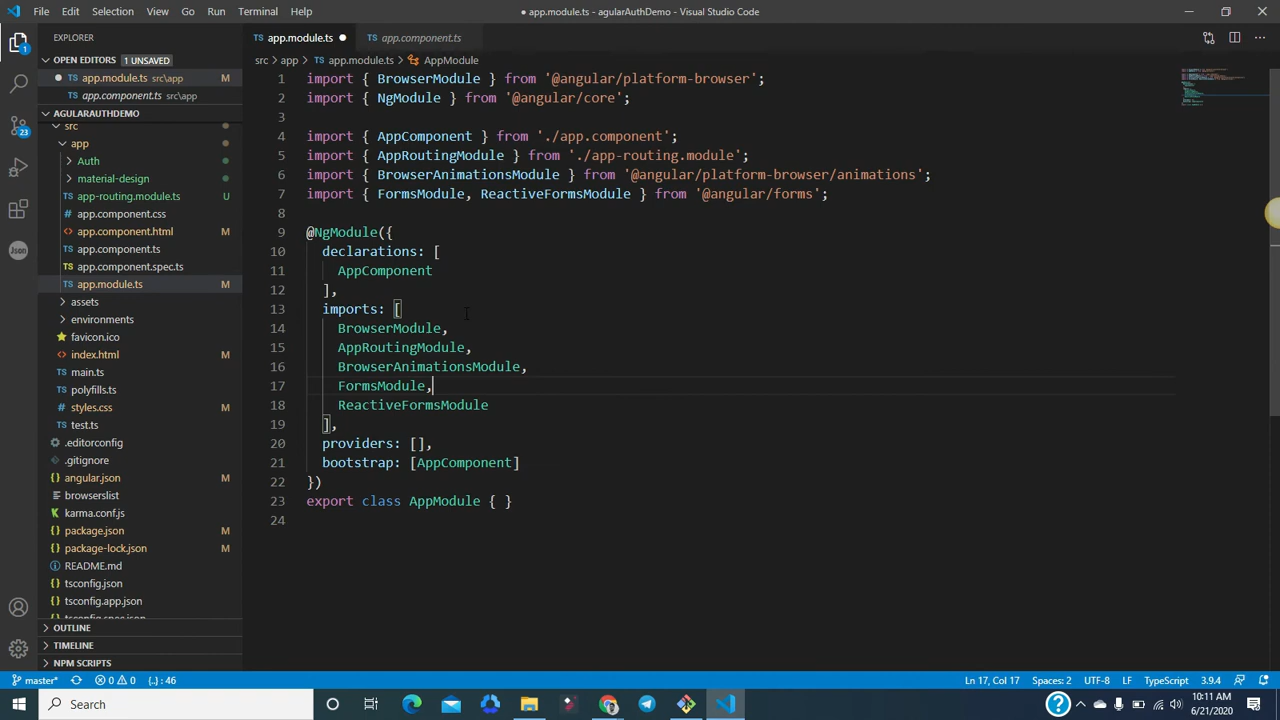 File Edit Selection View Go Run Terminal Help
● app.module.ts - agularAuthDemo - Visual Studio Code
EXPLORER
app.module.ts ●
app.component.ts
OPEN EDITORS 1 UNSAVED
src > app > app.module.ts > AppModule
app.module.ts src\app M
app.component.ts src\app
AGULARAUTHDEMO
src
app
Auth
material-design
app-routing.module.ts U
app.component.css
app.component.html M
app.component.ts
app.component.spec.ts
app.module.ts M
assets
environments
favicon.ico
index.html M
main.ts
polyfills.ts
styles.css M
test.ts
.editorconfig
.gitignore
angular.json M
browserslist
karma.conf.js
package.json M
package-lock.json M
README.md
tsconfig.json
tsconfig.app.json
tsconfig.spec.json
OUTLINE
TIMELINE
NPM SCRIPTS
1
23
Json
1 import { BrowserModule } from '@angular/platform-browser';
2 import { NgModule } from '@angular/core';
3
4 import { AppComponent } from './app.component';
5 import { AppRoutingModule } from './app-routing.module';
6 import { BrowserAnimationsModule } from '@angular/platform-browser/animations';
7 import { FormsModule, ReactiveFormsModule } from '@angular/forms';
8
9 @NgModule({
10 declarations: [
11 AppComponent
12 ],
13 imports: [
14 BrowserModule,
15 AppRoutingModule,
16 BrowserAnimationsModule,
17 FormsModule,
18 ReactiveFormsModule
19 ],
20 providers: [],
21 bootstrap: [AppComponent]
22 })
23 export class AppModule { }
24
master* 0 0 {..} : 46
Ln 17, Col 17 Spaces: 2 UTF-8 LF TypeScript 3.9.4
Search
10:11 AM
6/21/2020